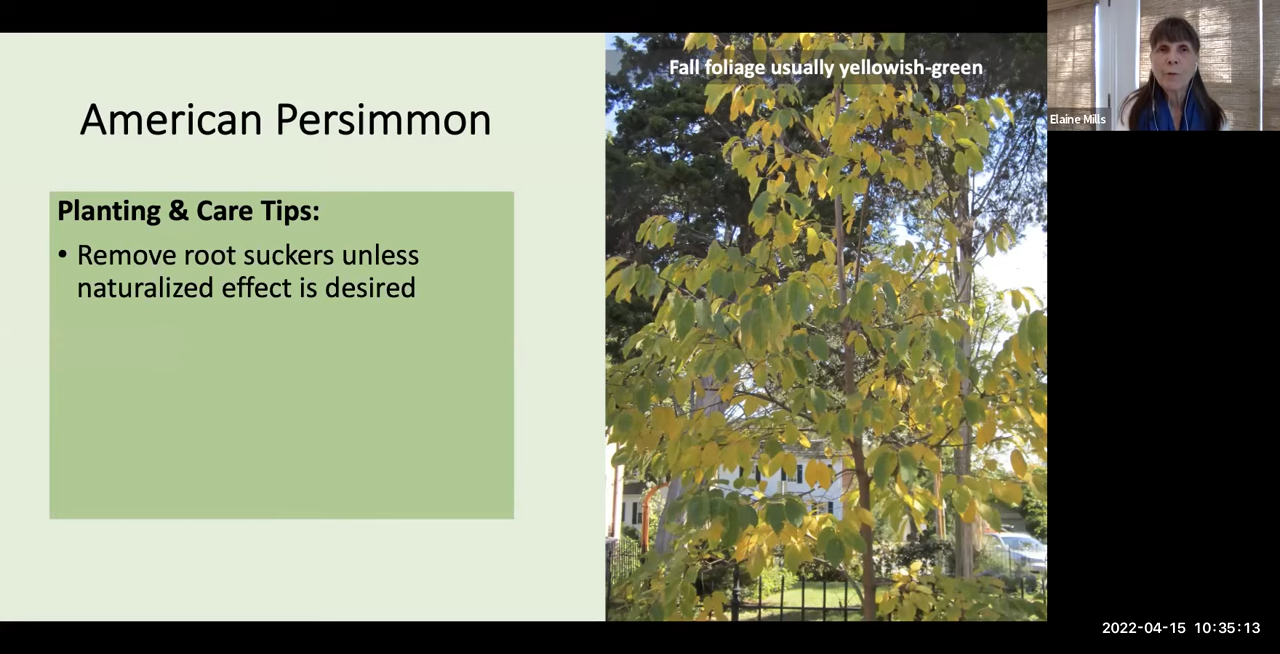 Fall foliage usually yellowish-green
American Persimmon
Elaine Mills
Planting & Care Tips:
• Remove root suckers unless
naturalized effect is desired
2022-04-15 10:35:13